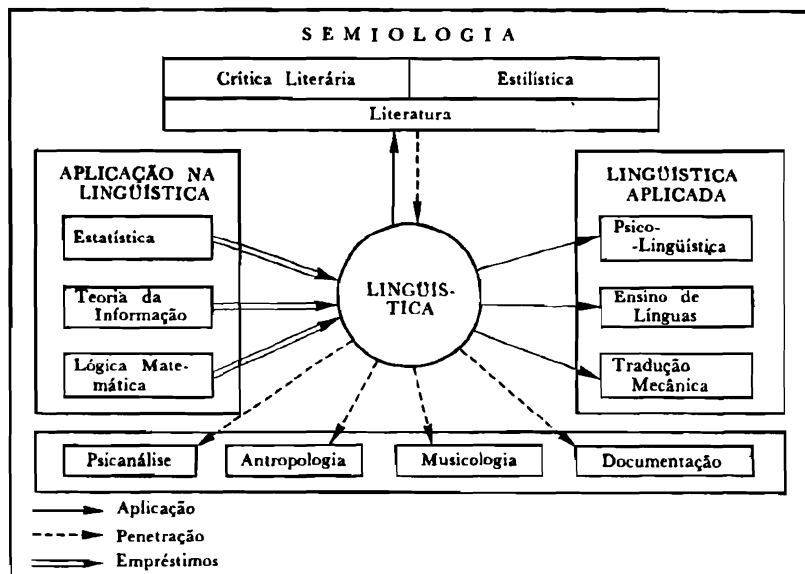 SEMIOLOGIA
Crítica Literária
Estilística
Literatura
APLICAÇÃO NA
LINGÜÍSTICA
Estatística
Teoria da
Informação
Lógica Mate-
mática
LINGÜÍS-
TICA
LINGÜÍSTICA
APLICADA
Psico-
-Lingüística
Ensino de
Línguas
Tradução
Mecânica
Psicanálise
Antropologia
Musicologia
Documentação
Aplicação
Penetração
Empréstimos